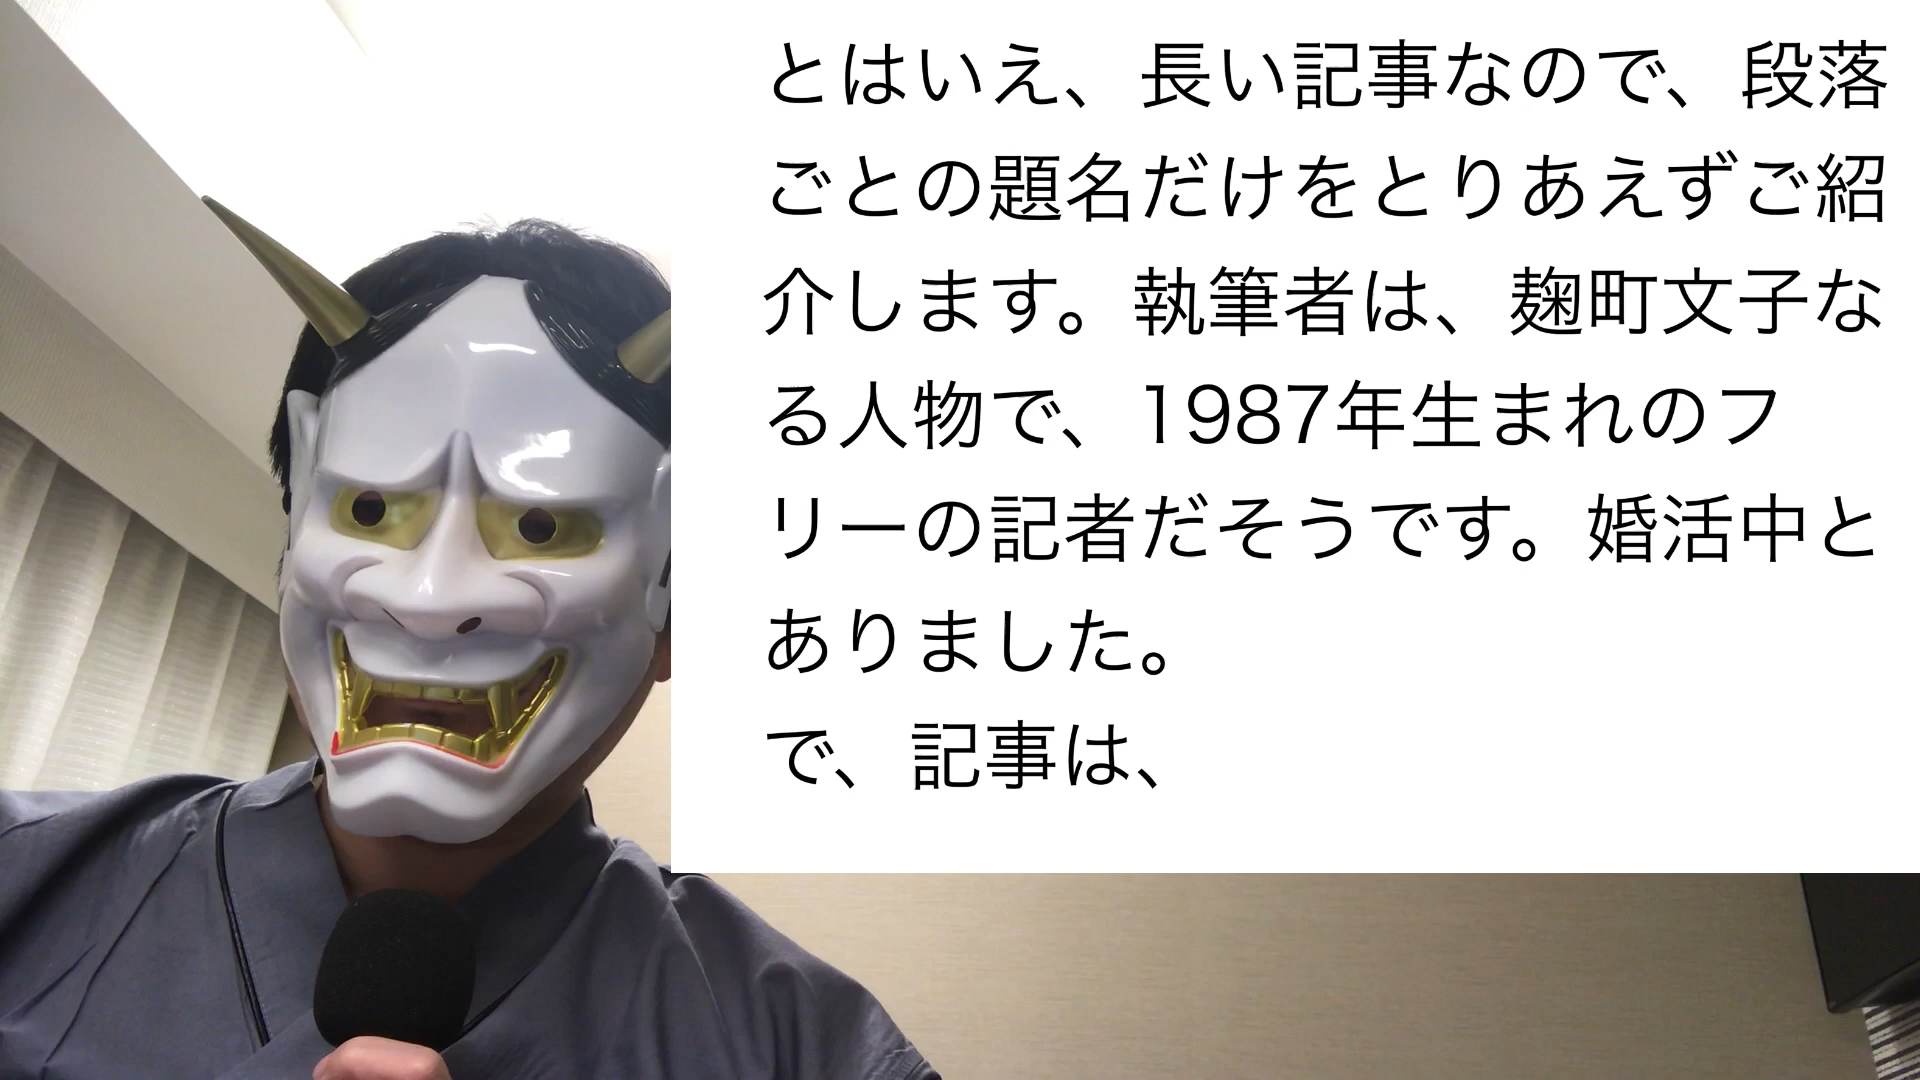 とはいえ、長い記事なので、段落
ごとの題名だけをとりあえずご紹
介します。執筆者は、麹町文子な
る人物で、1987年生まれのフ
リーの記者だそうです。婚活中と
ありました。
で、記事は、